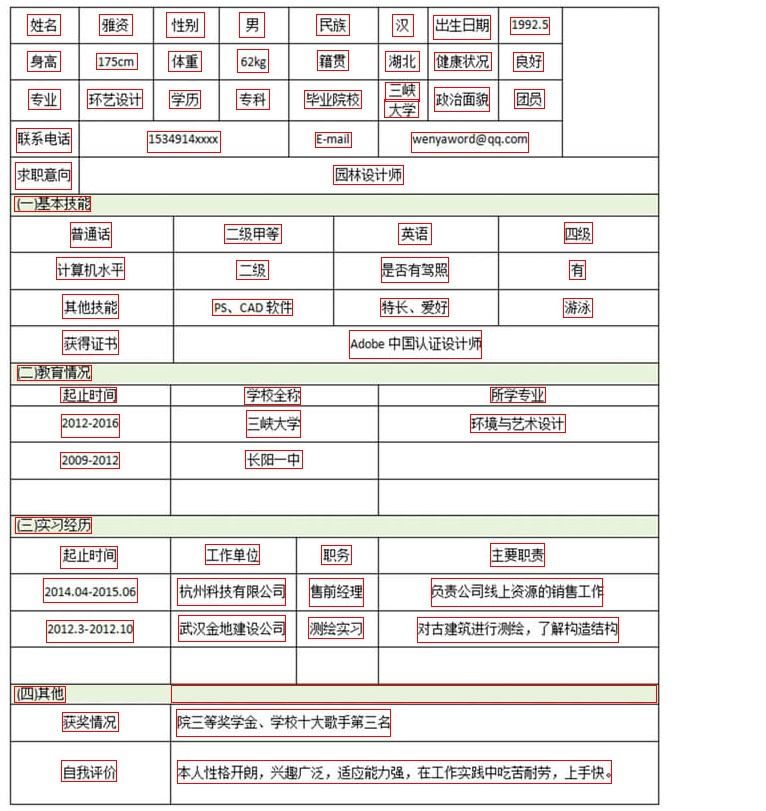 姓名 雅资 性别 男 民族 汉 出生日期 1992.5
身高 175cm 体重 62kg 籍贯 湖北 健康状况 良好
专业 环艺设计 学历 专科 毕业院校 三峡大学 政治面貌 团员
联系电话 1534914xxxx E-mail wenyaword@qq.com
求职意向 园林设计师
(一)基本技能
普通话 二级甲等 英语 四级
计算机水平 二级 是否有驾照 有
其他技能 PS、CAD 软件 特长、爱好 游泳
获得证书 Adobe 中国认证设计师
(二)教育情况
起止时间 学校全称 所学专业
2012-2016 三峡大学 环境与艺术设计
2009-2012 长阳一中
(三)实习经历
起止时间 工作单位 职务 主要职责
2014.04-2015.06 杭州科技有限公司 售前经理 负责公司线上资源的销售工作
2012.3-2012.10 武汉金地建设公司 测绘实习 对古建筑进行测绘，了解构造结构
(四)其他
获奖情况 院三等奖学金、学校十大歌手第三名
自我评价 本人性格开朗，兴趣广泛，适应能力强，在工作实践中吃苦耐劳，上手快。